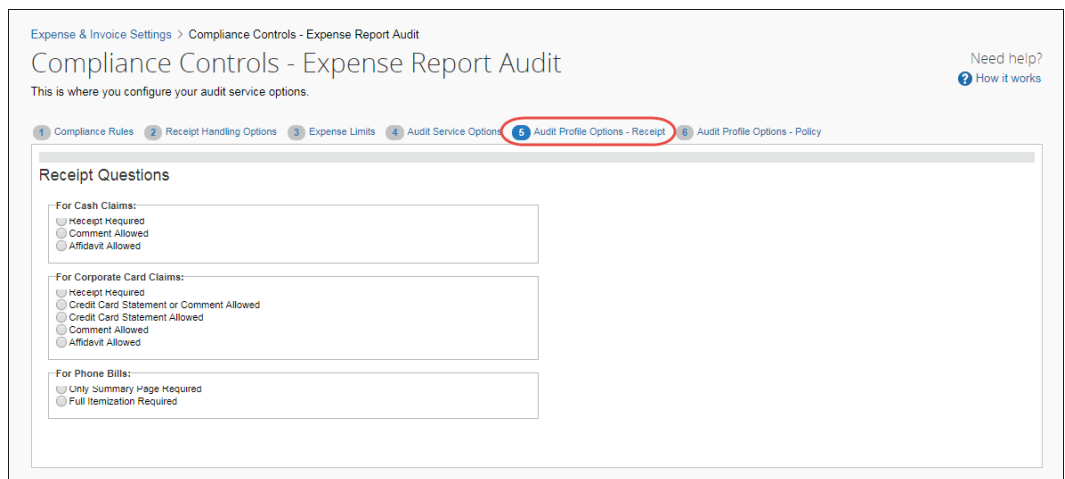 Expense & Invoice Settings > Compliance Controls - Expense Report Audit
Compliance Controls - Expense Report Audit
Need help?
? How it works
This is where you configure your audit service options.
1 Compliance Rules 2 Receipt Handling Options 3 Expense Limits 4 Audit Service Options 5 Audit Profile Options - Receipt 6 Audit Profile Options - Policy
Receipt Questions
For Cash Claims:
Receipt Required
Comment Allowed
Affidavit Allowed
For Corporate Card Claims:
Receipt Required
Credit Card Statement or Comment Allowed
Credit Card Statement Allowed
Comment Allowed
Affidavit Allowed
For Phone Bills:
Only Summary Page Required
Full Itemization Required